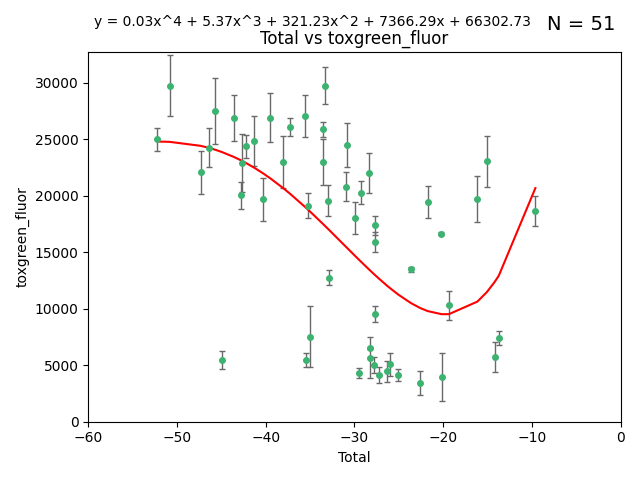 y = 0.03x^4 + 5.37x^3 + 321.23x^2 + 7366.29x + 66302.73
N = 51
Total vs toxgreen_fluor
30000
25000
20000
15000
10000
5000
0
toxgreen_fluor
−60
−50
−40
−30
−20
−10
0
Total